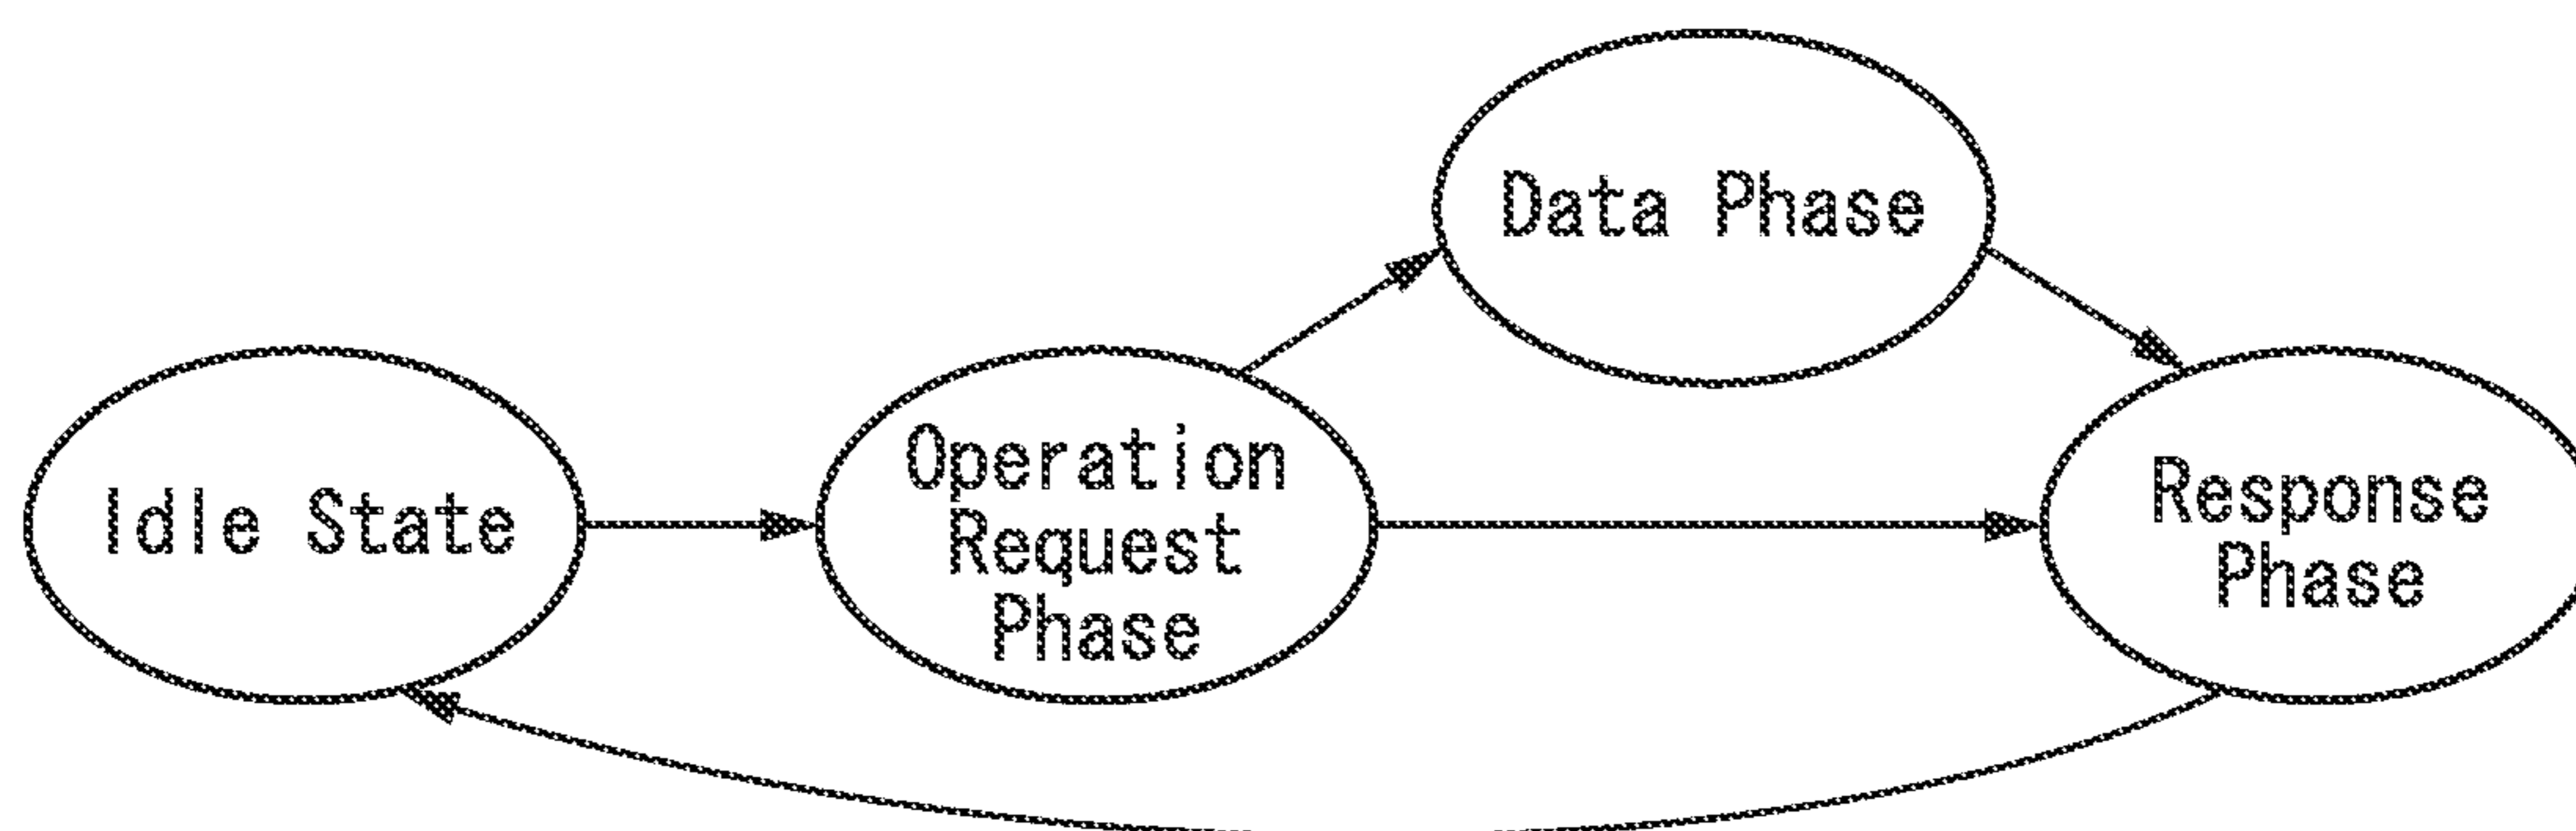 Data Phase
Idle State
Operation
Request
Phase
Response
Phase